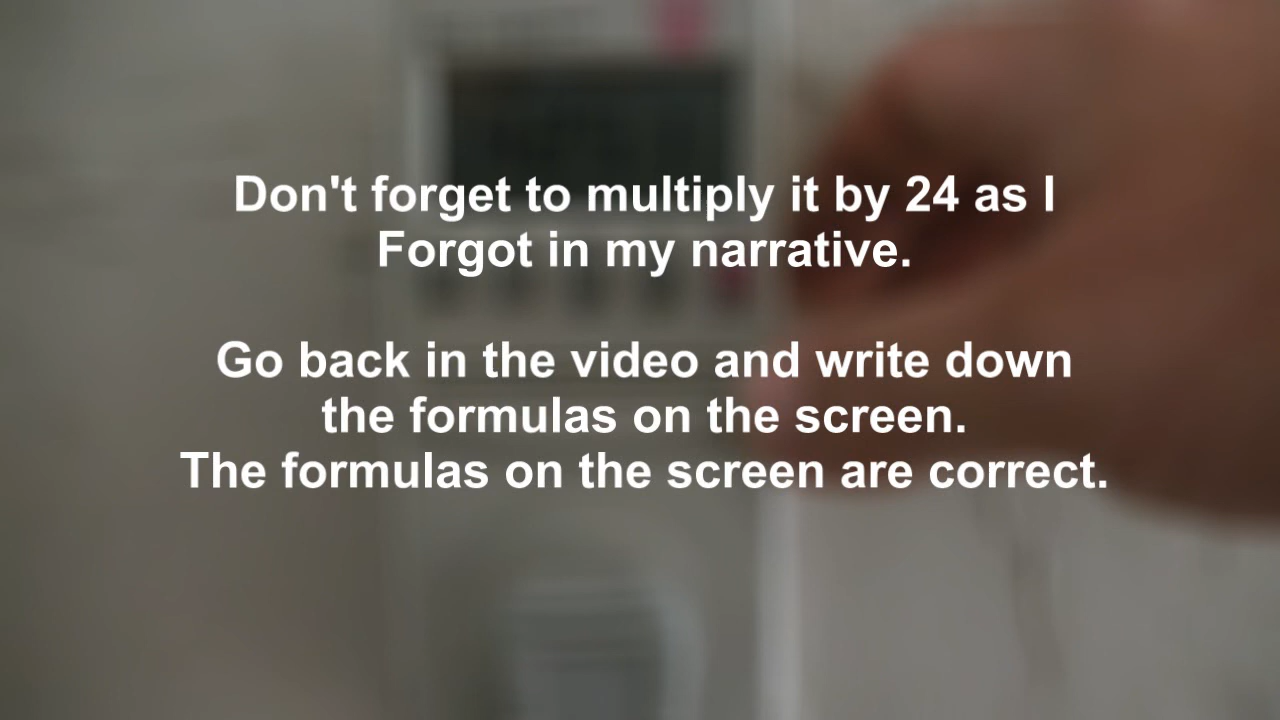 Don't forget to multiply it by 24 as I
Forgot in my narrative.
Go back in the video and write down
the formulas on the screen.
The formulas on the screen are correct.